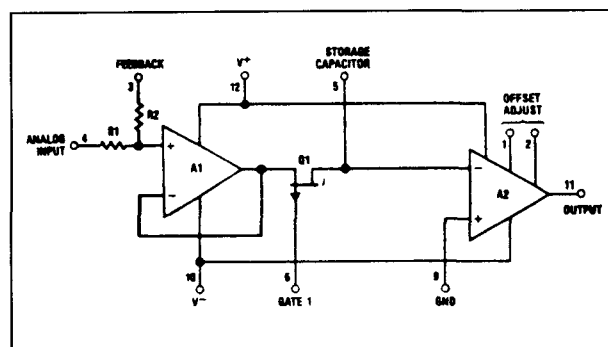 FEEDBACK
3
R2
ANALOG
INPUT
4
R1
+
A1
−
V+
12
STORAGE
CAPACITOR
5
Q1
OFFSET
ADJUST
1
2
−
A2
+
11
OUTPUT
10
V−
6
GATE 1
9
GND